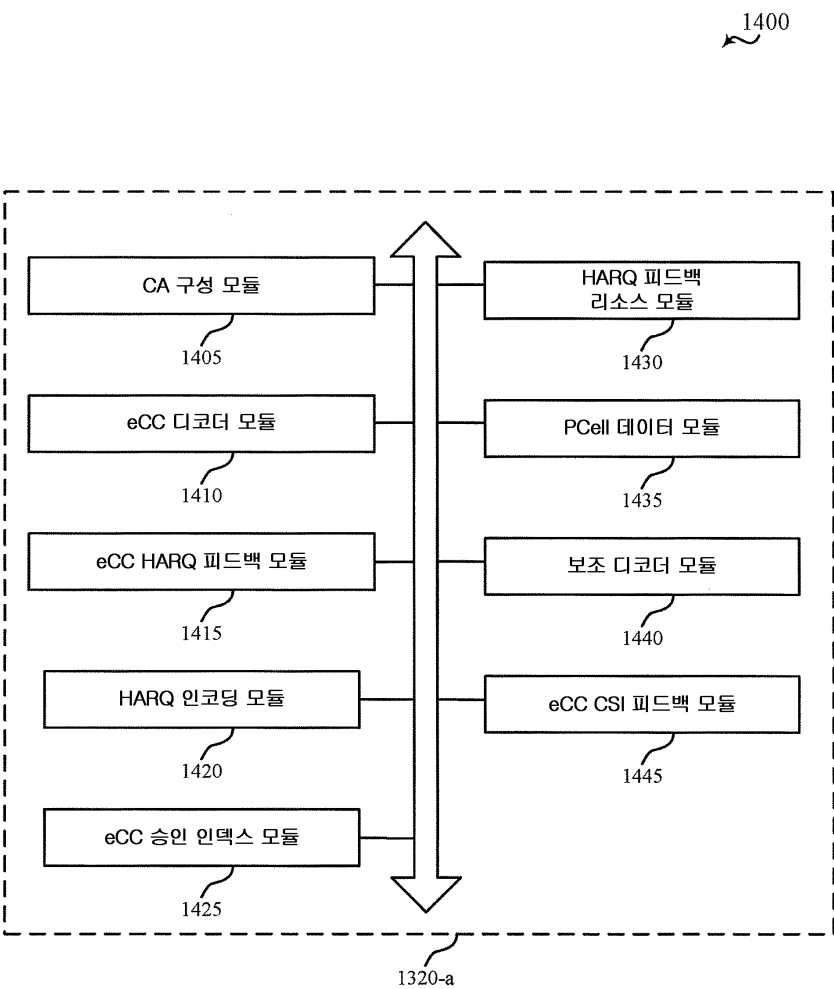 1400
CA 구성 모듈
1405
eCC 디코더 모듈
1410
eCC HARQ 피드백 모듈
1415
HARQ 인코딩 모듈
1420
eCC 승인 인덱스 모듈
1425
HARQ 피드백
리소스 모듈
1430
PCell 데이터 모듈
1435
보조 디코더 모듈
1440
eCC CSI 피드백 모듈
1445
1320-a